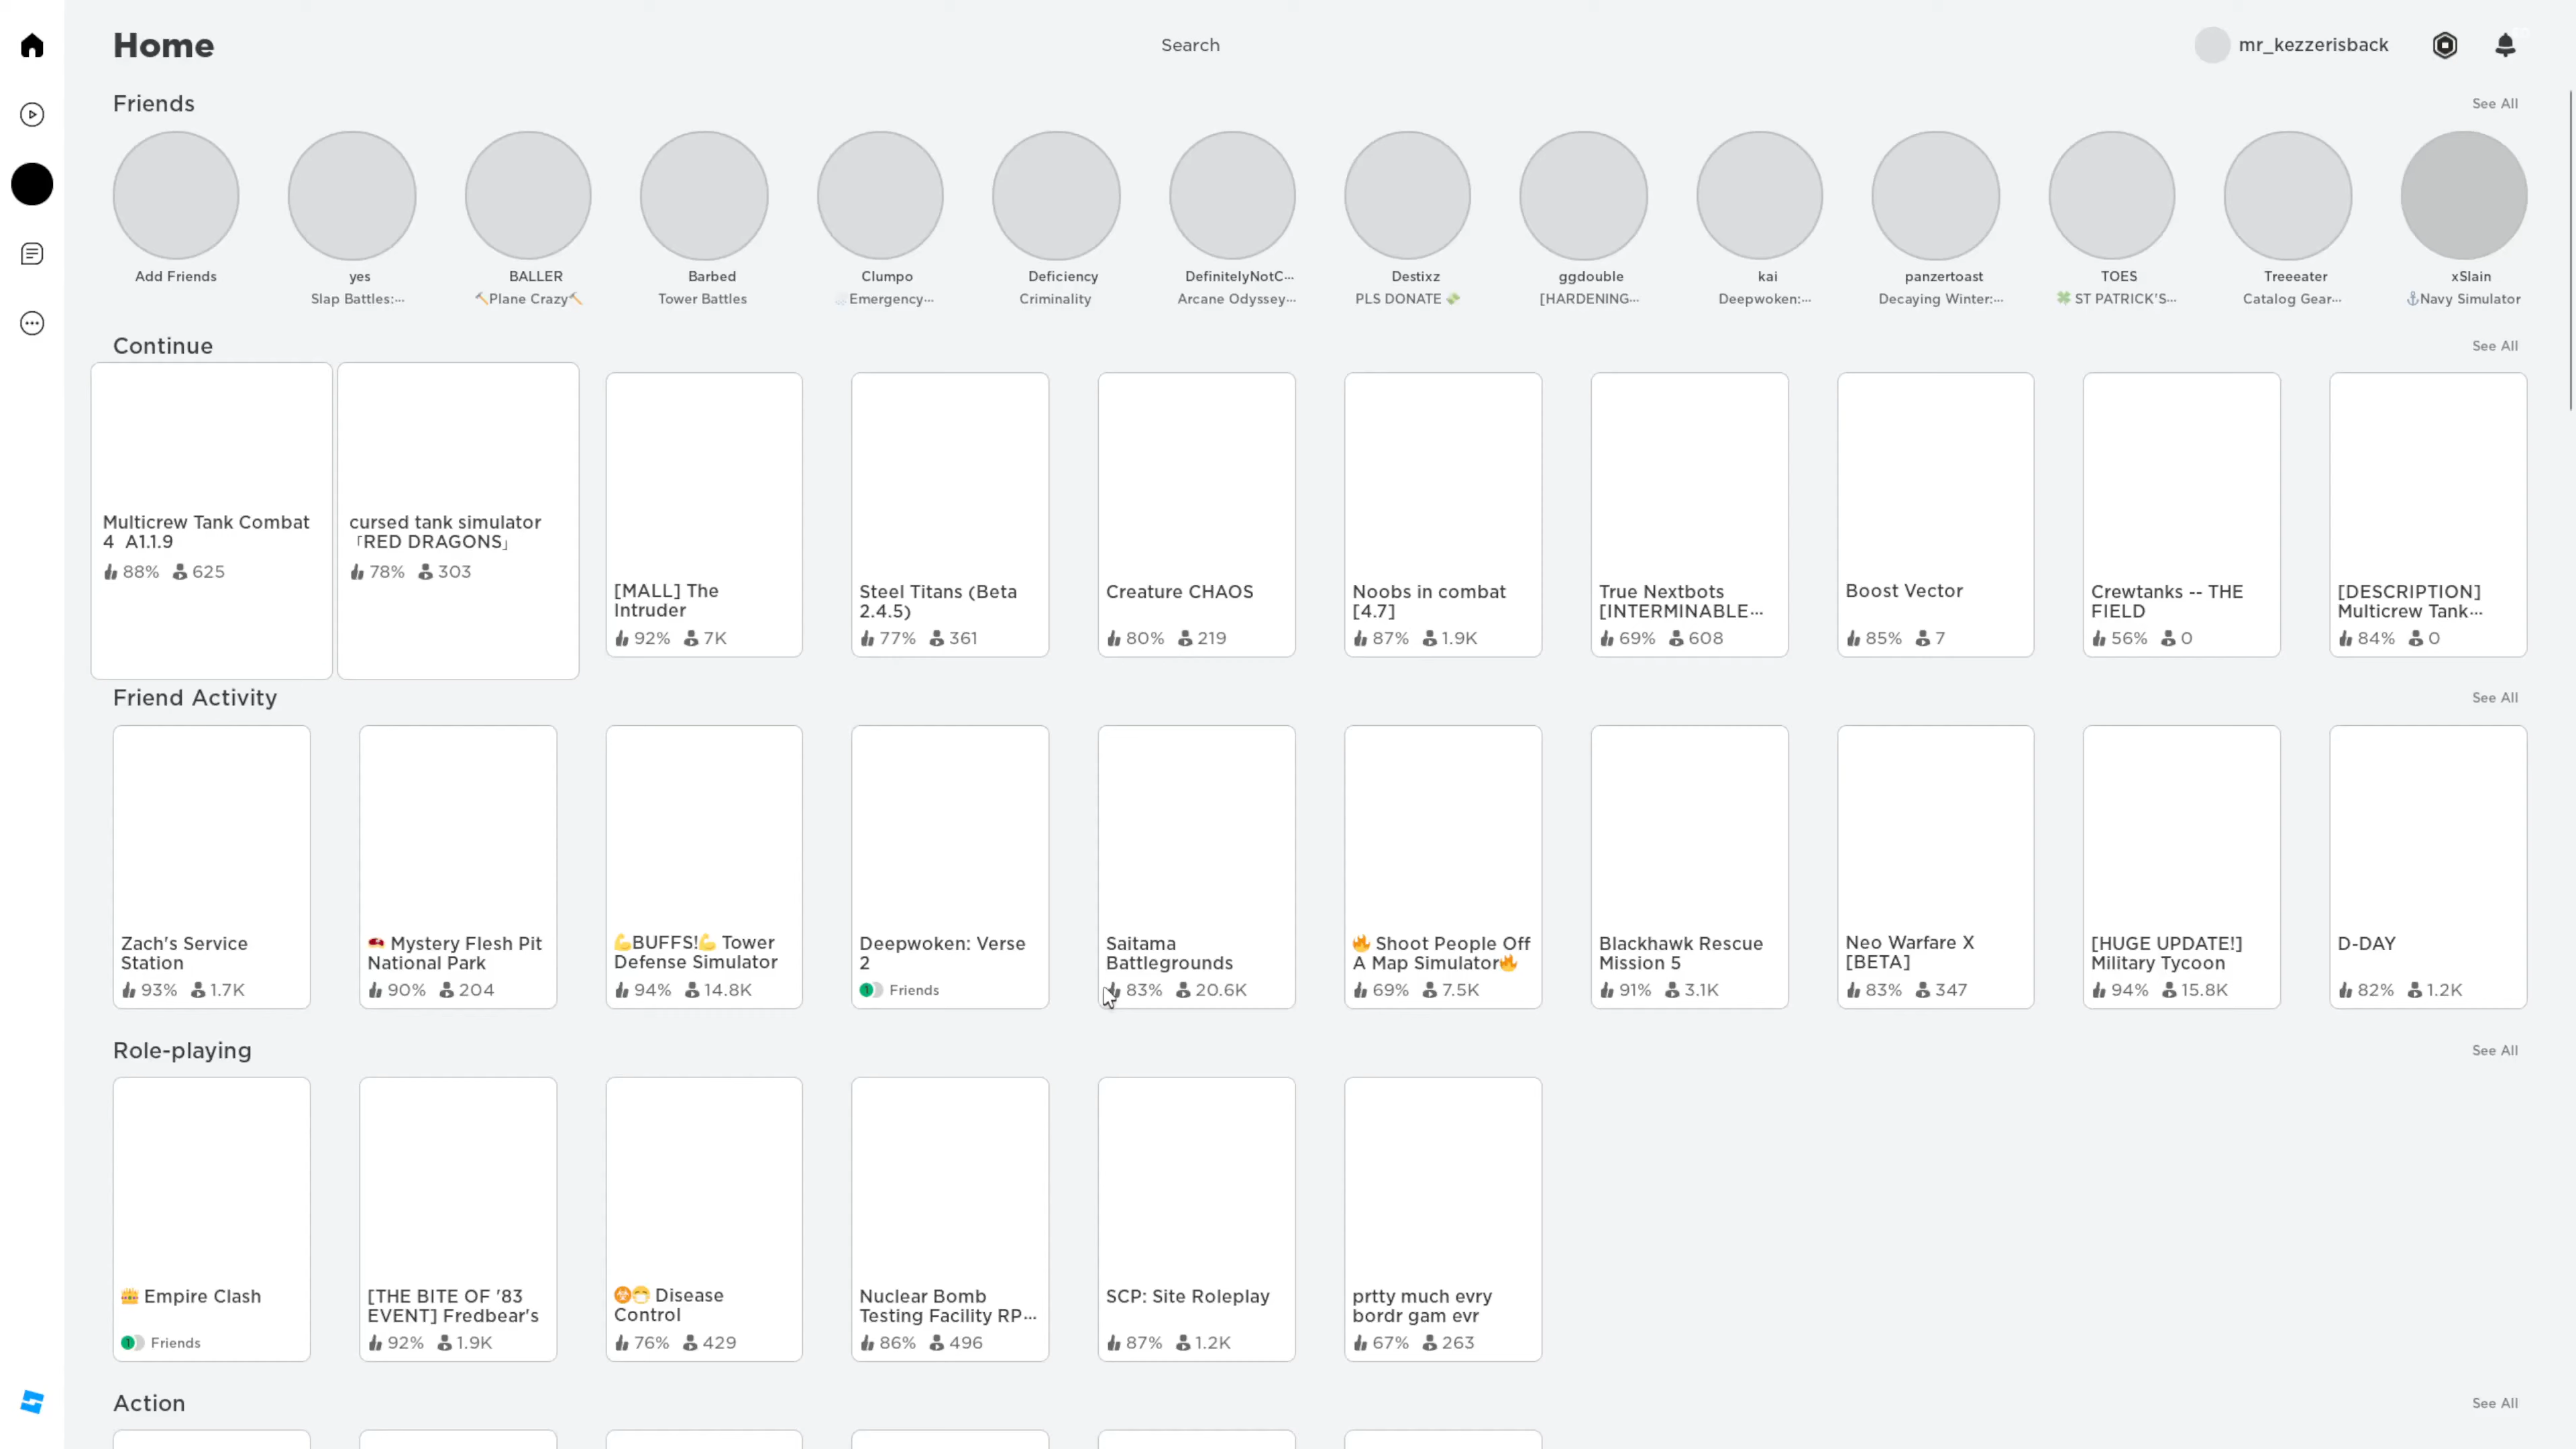 Home
Search
mr_kezzerisback
Friends
See All
Add Friends
yes
Slap Battles:...
BALLER
🔨Plane Crazy🔨
Barbed
Tower Battles
Clumpo
Emergency...
Deficiency
Criminality
DefinitelyNotC...
Arcane Odyssey...
Destixz
PLS DONATE 💸
ggdouble
[HARDENING...
kai
Deepwoken:...
panzertoast
Decaying Winter:...
TOES
🍀 ST PATRICK'S...
Treeeater
Catalog Gear...
xSlain
⚓Navy Simulator
Continue
See All
Multicrew Tank Combat
4 A1.1.9
88% 625
cursed tank simulator
「RED DRAGONS」
78% 303
[MALL] The
Intruder
92% 7K
Steel Titans (Beta
2.4.5)
77% 361
Creature CHAOS
80% 219
Noobs in combat
[4.7]
87% 1.9K
True Nextbots
[INTERMINABLE...
69% 608
Boost Vector
85% 7
Crewtanks -- THE
FIELD
56% 0
[DESCRIPTION]
Multicrew Tank...
84% 0
Friend Activity
See All
Zach's Service
Station
93% 1.7K
Mystery Flesh Pit
National Park
90% 204
💪BUFFS!💪 Tower
Defense Simulator
94% 14.8K
Deepwoken: Verse
2
1 Friends
Saitama
Battlegrounds
83% 20.6K
🔥 Shoot People Off
A Map Simulator🔥
69% 7.5K
Blackhawk Rescue
Mission 5
91% 3.1K
Neo Warfare X
[BETA]
83% 347
[HUGE UPDATE!]
Military Tycoon
94% 15.8K
D-DAY
82% 1.2K
Role-playing
See All
👑 Empire Clash
1 Friends
[THE BITE OF '83
EVENT] Fredbear's
92% 1.9K
☣😷 Disease
Control
76% 429
Nuclear Bomb
Testing Facility RP...
86% 496
SCP: Site Roleplay
87% 1.2K
prtty much evry
bordr gam evr
67% 263
Action
See All